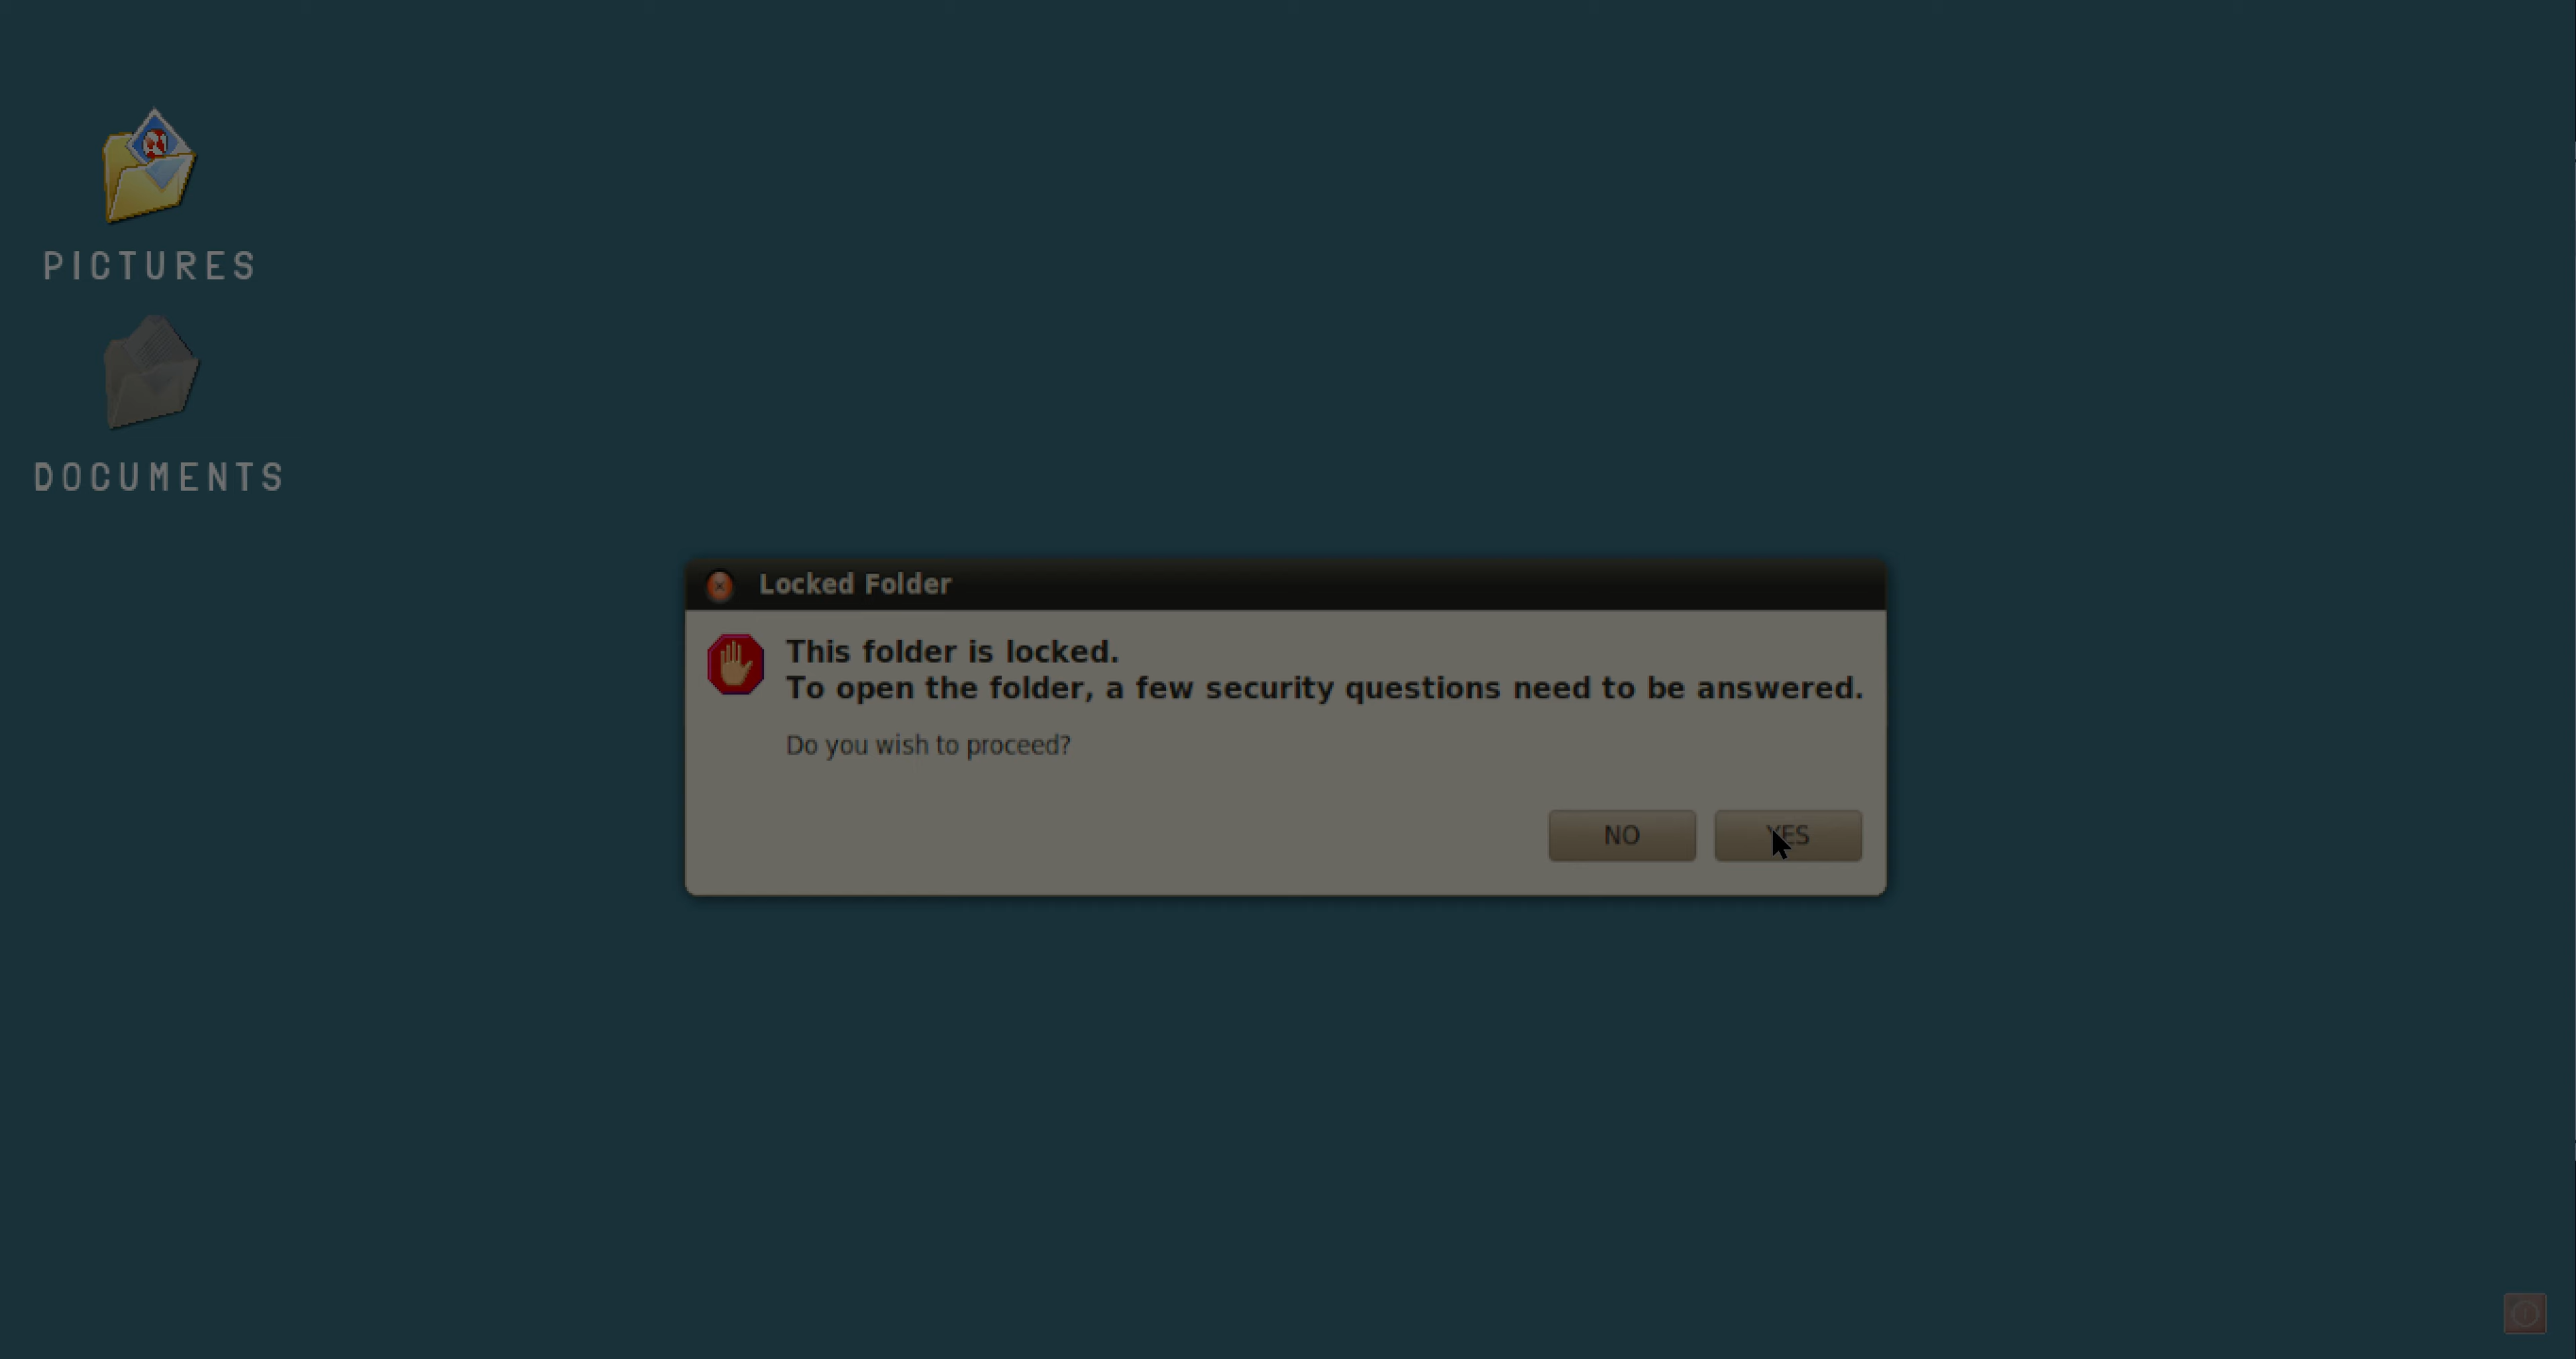 PICTURES
DOCUMENTS
Locked Folder
This folder is locked.
To open the folder, a few security questions need to be answered.
Do you wish to proceed?
NO
YES